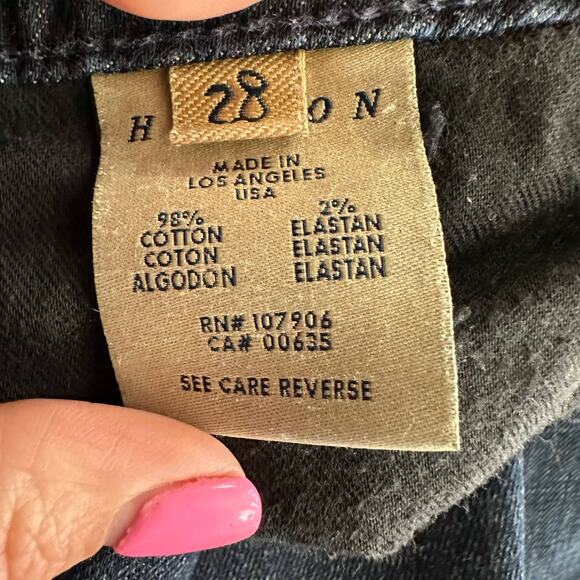 28
H ON
MADE IN
LOS ANGELES
USA
98% 2%
COTTON ELASTAN
COTON ELASTAN
ALGODON ELASTAN
RN# 107906
CA# 00635
SEE CARE REVERSE